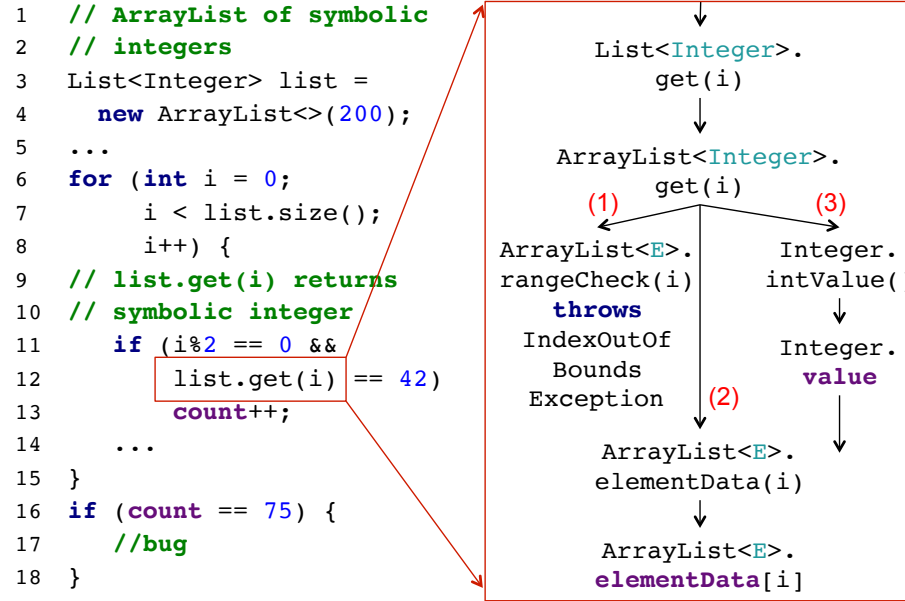 1 // ArrayList of symbolic
2 // integers
3 List<Integer> list =
4 new ArrayList<>(200);
5 ...
6 for (int i = 0;
7 i < list.size();
8 i++) {
9 // list.get(i) returns
10 // symbolic integer
11 if (i%2 == 0 &&
12 list.get(i) == 42)
13 count++;
14 ...
15 }
16 if (count == 75) {
17 //bug
18 }
List<Integer>.
get(i)
ArrayList<Integer>.
get(i)
(1)
ArrayList<E>.
rangeCheck(i)
throws
IndexOutOf
Bounds
Exception
(2)
ArrayList<E>.
elementData(i)
ArrayList<E>.
elementData[i]
(3)
Integer.
intValue()
Integer.
value